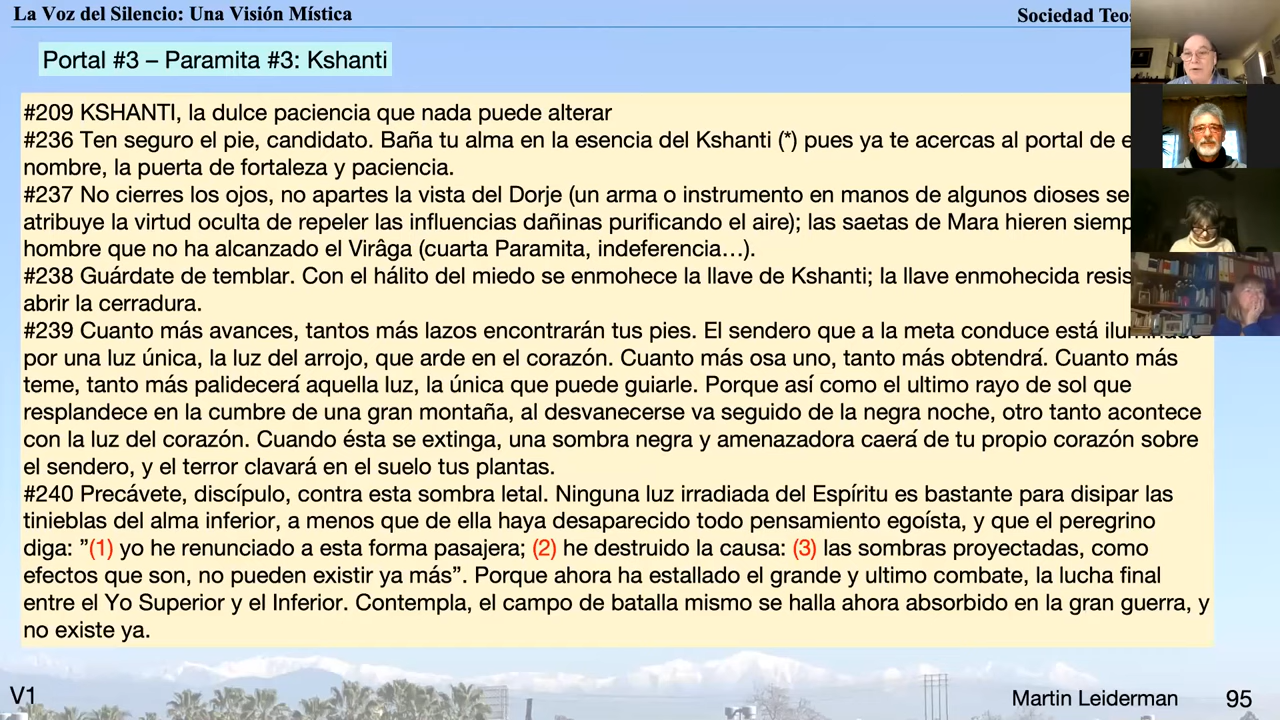 La Voz del Silencio: Una Visión Mística
Sociedad
Portal #3 – Paramita #3: Kshanti
#209 KSHANTI, la dulce paciencia que nada puede alterar
#236 Ten seguro el pie, candidato. Baña tu alma en la esencia del Kshanti (*) pues ya te acercas al portal de
nombre, la puerta de fortaleza y paciencia.
#237 No cierres los ojos, no apartes la vista del Dorje (un arma o instrumento en manos de algunos dioses se
atribuye la virtud oculta de repeler las influencias dañinas purificando el aire); las saetas de Mara hieren
hombre que no ha alcanzado el Virâga (cuarta Paramita, indeferencia…).
#238 Guárdate de temblar. Con el hálito del miedo se enmohece la llave de Kshanti; la llave enmohecida
abrir la cerradura.
#239 Cuanto más avances, tantos más lazos encontrarán tus pies. El sendero que a la meta conduce está iluminado
por una luz única, la luz del arrojo, que arde en el corazón. Cuanto más osa uno, tanto más obtendrá. Cuanto más
teme, tanto más palidecerá aquella luz, la única que puede guiarle. Porque así como el ultimo rayo de sol que
resplandece en la cumbre de una gran montaña, al desvanecerse va seguido de la negra noche, otro tanto acontece
con la luz del corazón. Cuando ésta se extinga, una sombra negra y amenazadora caerá de tu propio corazón sobre
el sendero, y el terror clavará en el suelo tus plantas.
#240 Precávete, discípulo, contra esta sombra letal. Ninguna luz irradiada del Espíritu es bastante para disipar las
tinieblas del alma inferior, a menos que de ella haya desaparecido todo pensamiento egoísta, y que el peregrino
diga: ”(1) yo he renunciado a esta forma pasajera; (2) he destruido la causa: (3) las sombras proyectadas, como
efectos que son, no pueden existir ya más”. Porque ahora ha estallado el grande y ultimo combate, la lucha final
entre el Yo Superior y el Inferior. Contempla, el campo de batalla mismo se halla ahora absorbido en la gran guerra, y
no existe ya.
V1
Martin Leiderman
95